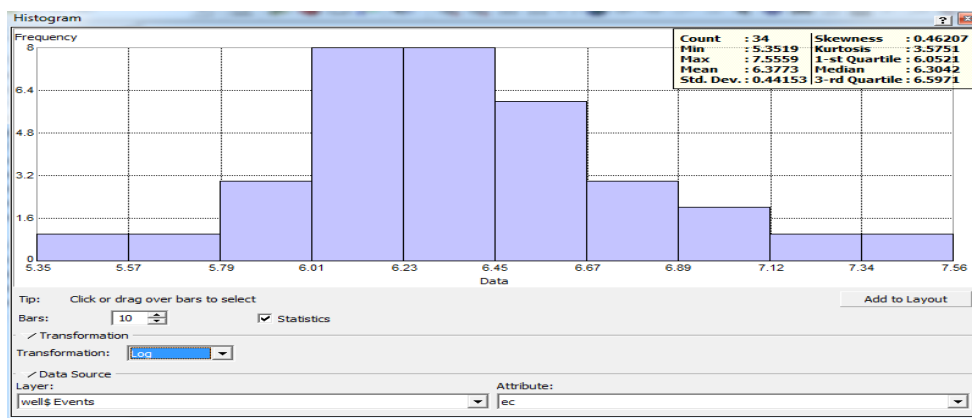 Histogram
Frequency
8
6.4
4.8
3.2
1.6
0
5.35 5.57 5.79 6.01 6.23 6.45 6.67 6.89 7.12 7.34 7.56
Data
Count : 34 Skewness : 0.46207
Min : 5.3519 Kurtosis : 3.5751
Max : 7.5559 1-st Quartile : 6.0521
Mean : 6.3773 Median : 6.3042
Std. Dev. : 0.44153 3-rd Quartile : 6.5971
Tip: Click or drag over bars to select
Add to Layout
Bars: 10 Statistics
Transformation
Transformation: Log
Data Source
Layer: Attribute:
well$ Events ec